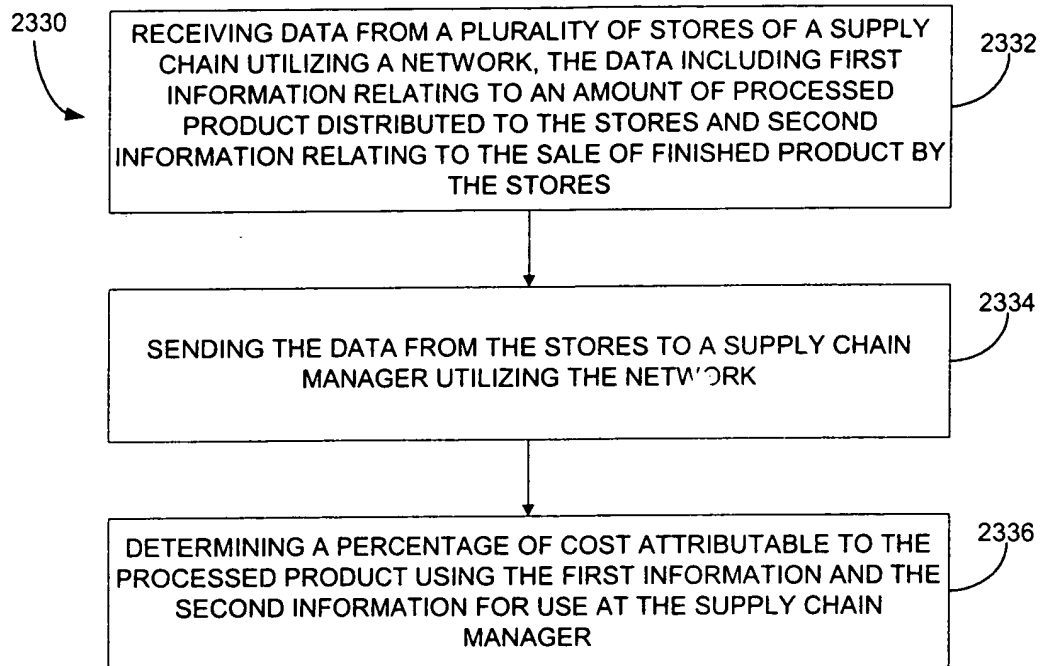 2330
RECEIVING DATA FROM A PLURALITY OF STORES OF A SUPPLY
CHAIN UTILIZING A NETWORK, THE DATA INCLUDING FIRST
INFORMATION RELATING TO AN AMOUNT OF PROCESSED
PRODUCT DISTRIBUTED TO THE STORES AND SECOND
INFORMATION RELATING TO THE SALE OF FINISHED PRODUCT BY
THE STORES
2332
SENDING THE DATA FROM THE STORES TO A SUPPLY CHAIN
MANAGER UTILIZING THE NETWORK
2334
DETERMINING A PERCENTAGE OF COST ATTRIBUTABLE TO THE
PROCESSED PRODUCT USING THE FIRST INFORMATION AND THE
SECOND INFORMATION FOR USE AT THE SUPPLY CHAIN
MANAGER
2336